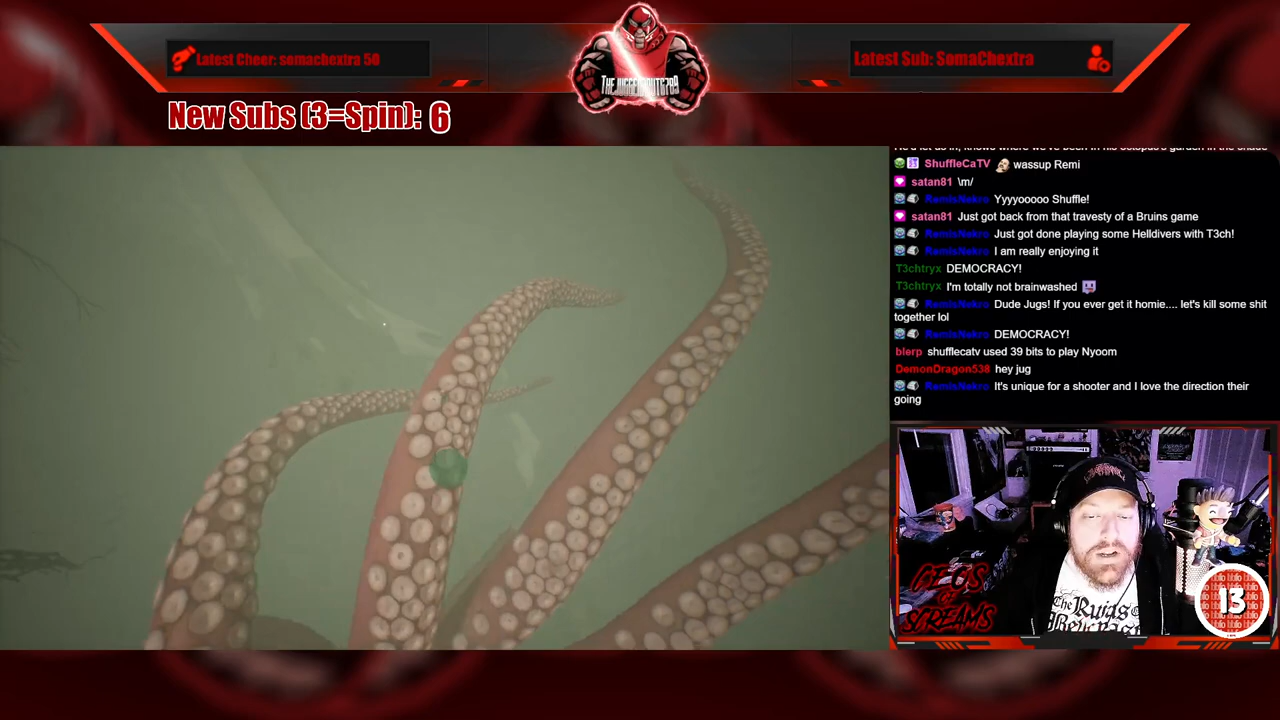 Latest Cheer: somachextra 50
Latest Sub: SomaChextra
New Subs (3=Spin): 6
ShuffleCaTV wassup Remi
satan81 \m/
RemisNekro Yyyyooooo Shuffle!
satan81 Just got back from that travesty of a Bruins game
RemisNekro Just got done playing some Helldivers with T3ch!
RemisNekro I am really enjoying it
T3chtryx DEMOCRACY!
T3chtryx I'm totally not brainwashed
RemisNekro Dude Jugs! If you ever get it homie.... let's kill some shit
together lol
RemisNekro DEMOCRACY!
blerp shufflecatv used 39 bits to play Nyoom
DemonDragon538 hey jug
RemisNekro It's unique for a shooter and I love the direction their
going
SCREAMS
The Ruins
13